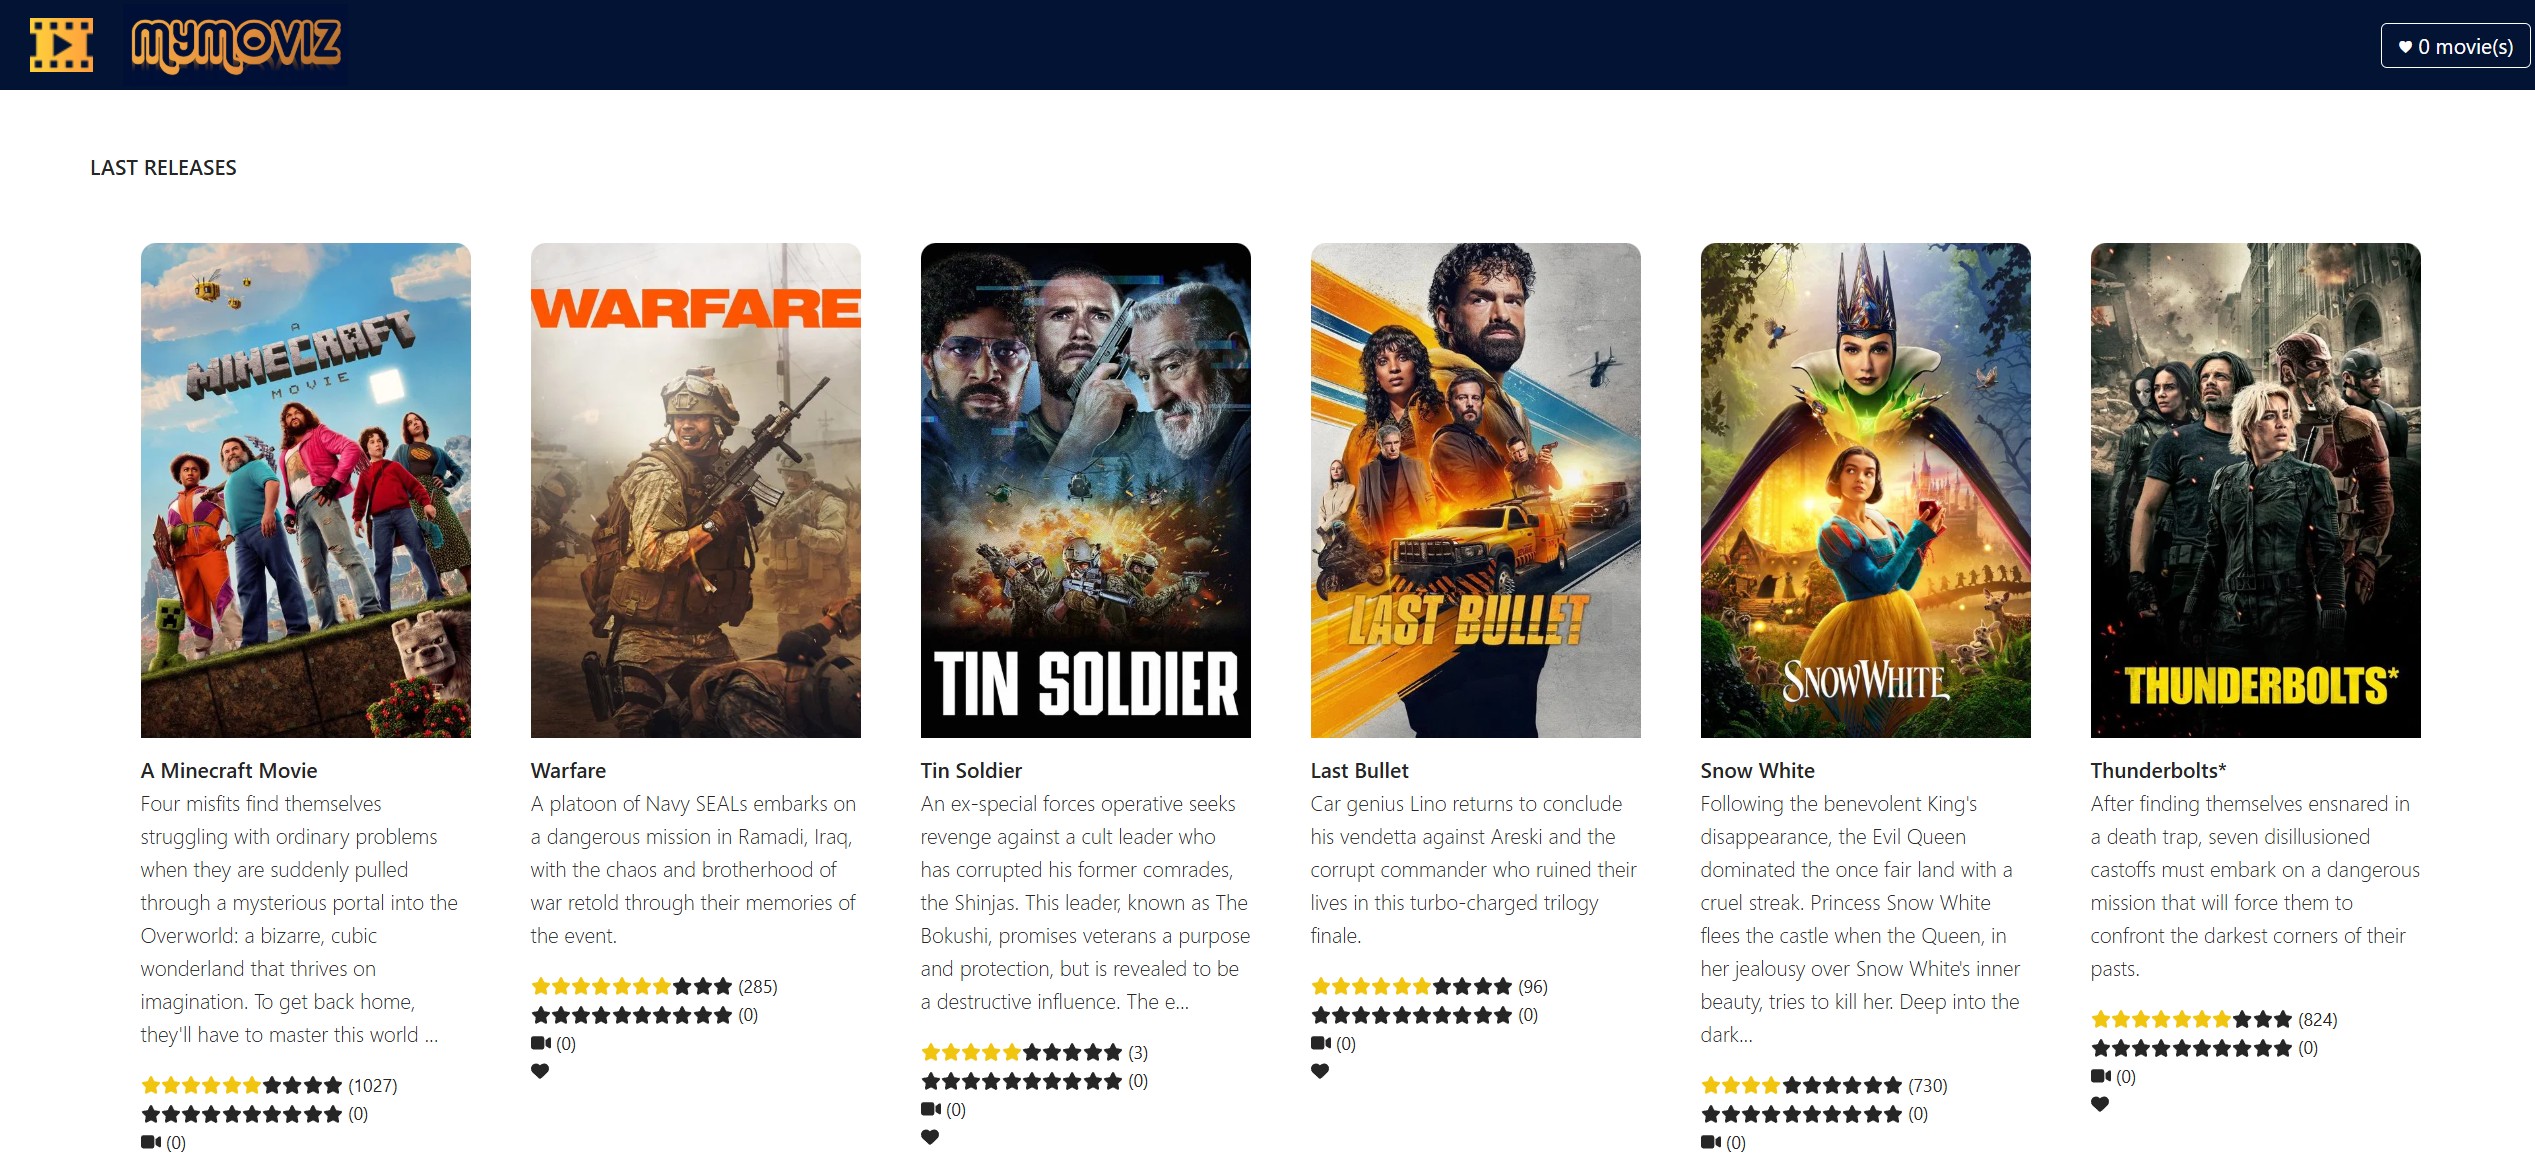 MYMOVIZ
0 movie(s)
LAST RELEASES
A
MINECRAFT
MOVIE
WARFARE
TIN SOLDIER
LAST BULLET
SNOW WHITE
THUNDERBOLTS*
A Minecraft Movie
Four misfits find themselves
struggling with ordinary problems
when they are suddenly pulled
through a mysterious portal into the
Overworld: a bizarre, cubic
wonderland that thrives on
imagination. To get back home,
they'll have to master this world ...
(1027)
(0)
(0)
Warfare
A platoon of Navy SEALs embarks on
a dangerous mission in Ramadi, Iraq,
with the chaos and brotherhood of
war retold through their memories of
the event.
(285)
(0)
(0)
Tin Soldier
An ex-special forces operative seeks
revenge against a cult leader who
has corrupted his former comrades,
the Shinjas. This leader, known as The
Bokushi, promises veterans a purpose
and protection, but is revealed to be
a destructive influence. The e...
(3)
(0)
(0)
Last Bullet
Car genius Lino returns to conclude
his vendetta against Areski and the
corrupt commander who ruined their
lives in this turbo-charged trilogy
finale.
(96)
(0)
(0)
Snow White
Following the benevolent King's
disappearance, the Evil Queen
dominated the once fair land with a
cruel streak. Princess Snow White
flees the castle when the Queen, in
her jealousy over Snow White's inner
beauty, tries to kill her. Deep into the
dark...
(730)
(0)
(0)
Thunderbolts*
After finding themselves ensnared in
a death trap, seven disillusioned
castoffs must embark on a dangerous
mission that will force them to
confront the darkest corners of their
pasts.
(824)
(0)
(0)